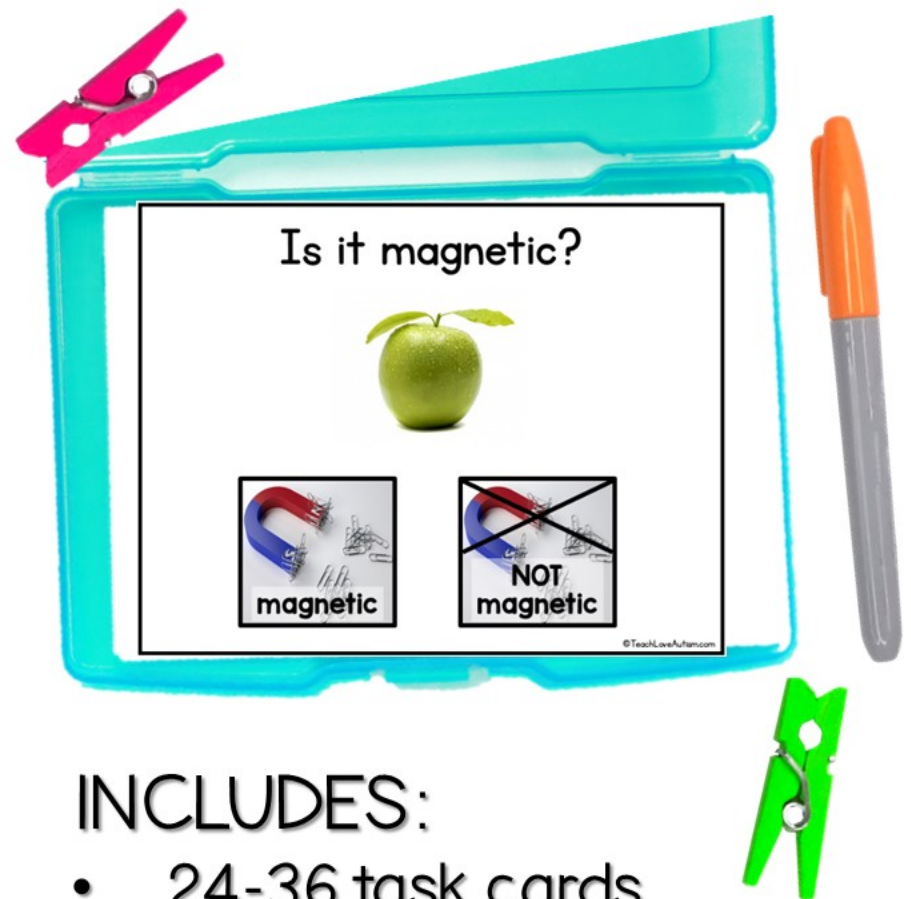 Is it magnetic?
magnetic
NOT
magnetic
©TeachLoveAutism.com
INCLUDES:
• 24-36 task cards